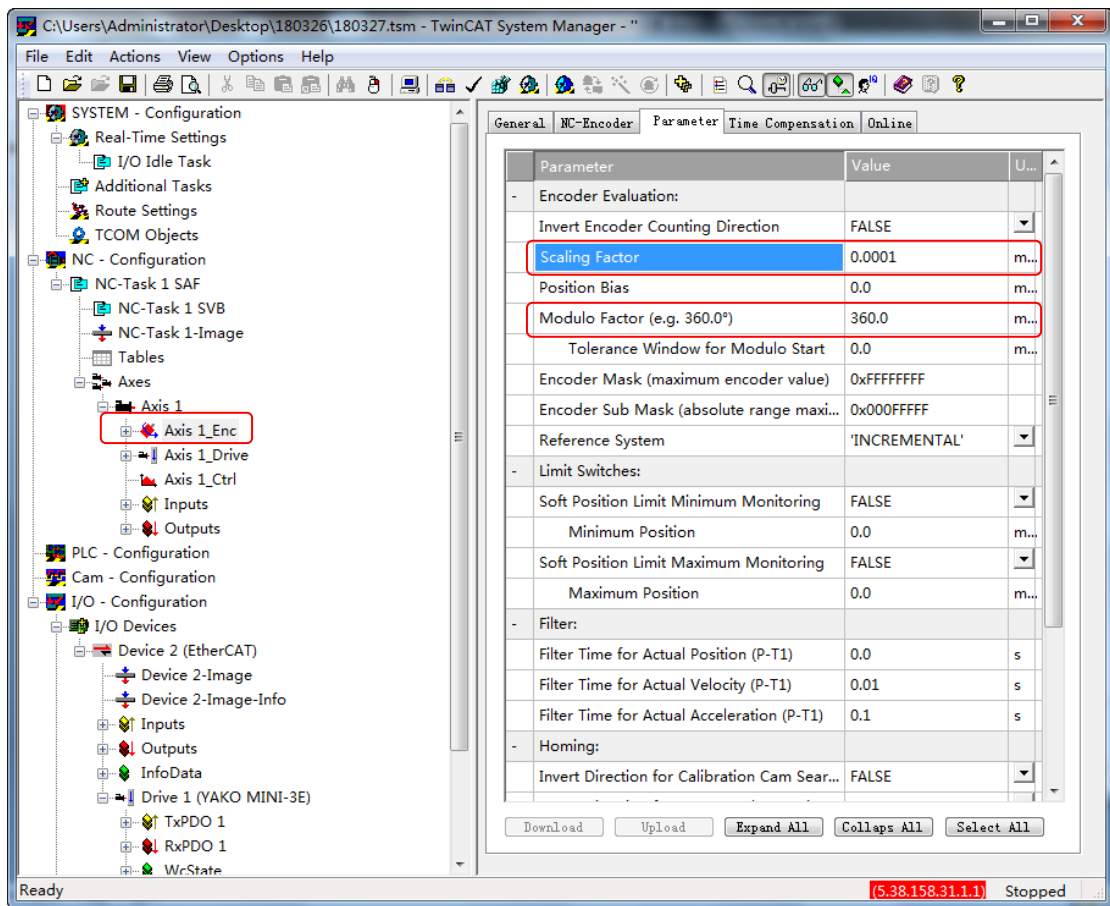 C:\Users\Administrator\Desktop\180326\180327.tsm - TwinCAT System Manager - ''
File Edit Actions View Options Help
SYSTEM - Configuration
Real-Time Settings
I/O Idle Task
Additional Tasks
Route Settings
TCOM Objects
NC - Configuration
NC-Task 1 SAF
NC-Task 1 SVB
NC-Task 1-Image
Tables
Axes
Axis 1
Axis 1_Enc
Axis 1_Drive
Axis 1_Ctrl
Inputs
Outputs
PLC - Configuration
Cam - Configuration
I/O - Configuration
I/O Devices
Device 2 (EtherCAT)
Device 2-Image
Device 2-Image-Info
Inputs
Outputs
InfoData
Drive 1 (YAKO MINI-3E)
TxPDO 1
RxPDO 1
WcState
General NC-Encoder Parameter Time Compensation Online
Parameter Value U...
- Encoder Evaluation:
Invert Encoder Counting Direction FALSE
Scaling Factor 0.0001 m...
Position Bias 0.0 m...
Modulo Factor (e.g. 360.0°) 360.0 m...
Tolerance Window for Modulo Start 0.0 m...
Encoder Mask (maximum encoder value) 0xFFFFFFFF
Encoder Sub Mask (absolute range maxi... 0x000FFFFF
Reference System 'INCREMENTAL'
- Limit Switches:
Soft Position Limit Minimum Monitoring FALSE
Minimum Position 0.0 m...
Soft Position Limit Maximum Monitoring FALSE
Maximum Position 0.0 m...
- Filter:
Filter Time for Actual Position (P-T1) 0.0 s
Filter Time for Actual Velocity (P-T1) 0.01 s
Filter Time for Actual Acceleration (P-T1) 0.1 s
- Homing:
Invert Direction for Calibration Cam Sear... FALSE
Download Upload Expand All Collaps All Select All
Ready (5.38.158.31.1.1) Stopped